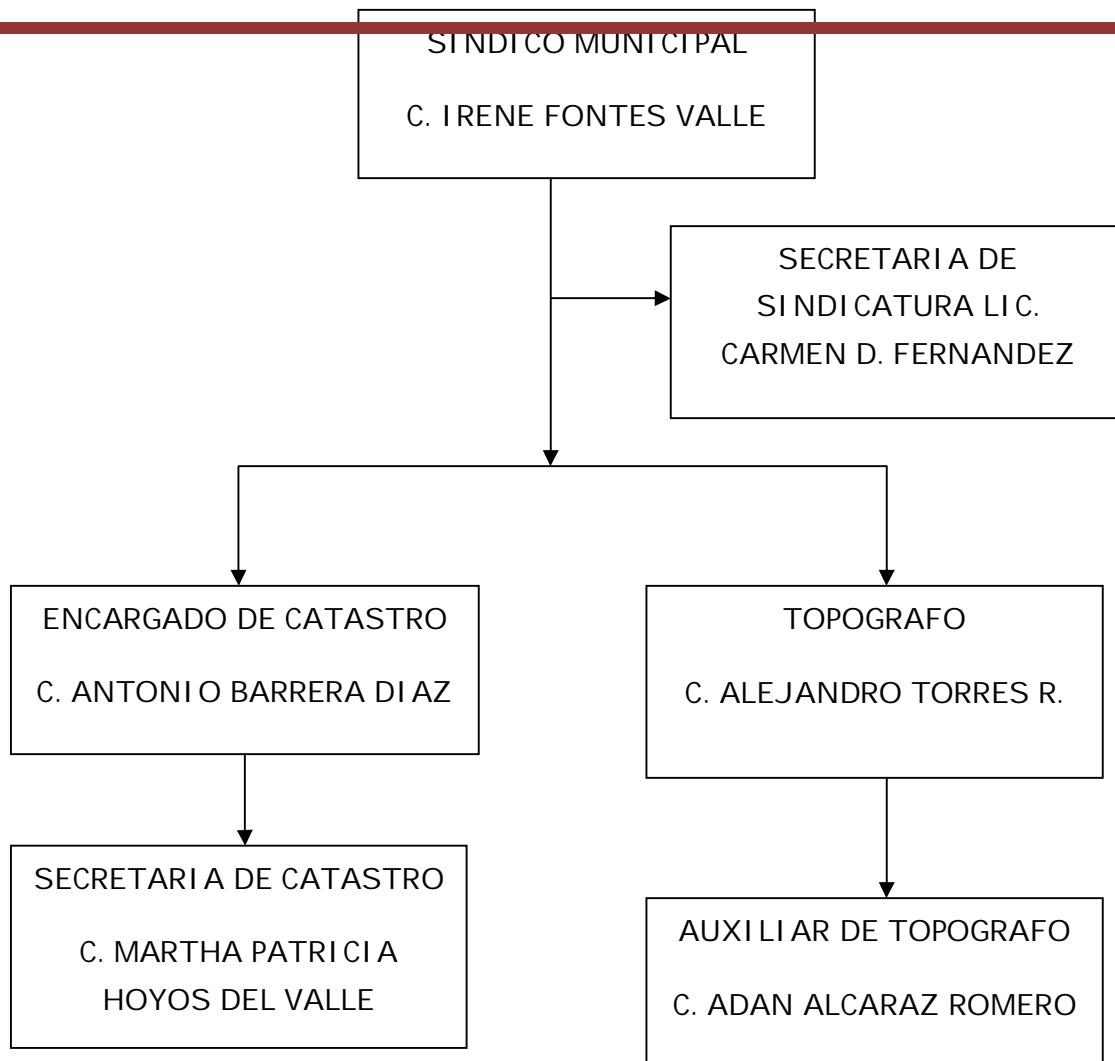 SINDICO MUNICIPAL
C. IRENE FONTES VALLE
SECRETARIA DE
SINDICATURA LIC.
CARMEN D. FERNANDEZ
ENCARGADO DE CATASTRO
C. ANTONIO BARRERA DIAZ
TOPOGRAFO
C. ALEJANDRO TORRES R.
SECRETARIA DE CATASTRO
C. MARTHA PATRICIA
HOYOS DEL VALLE
AUXILIAR DE TOPOGRAFO
C. ADAN ALCARAZ ROMERO